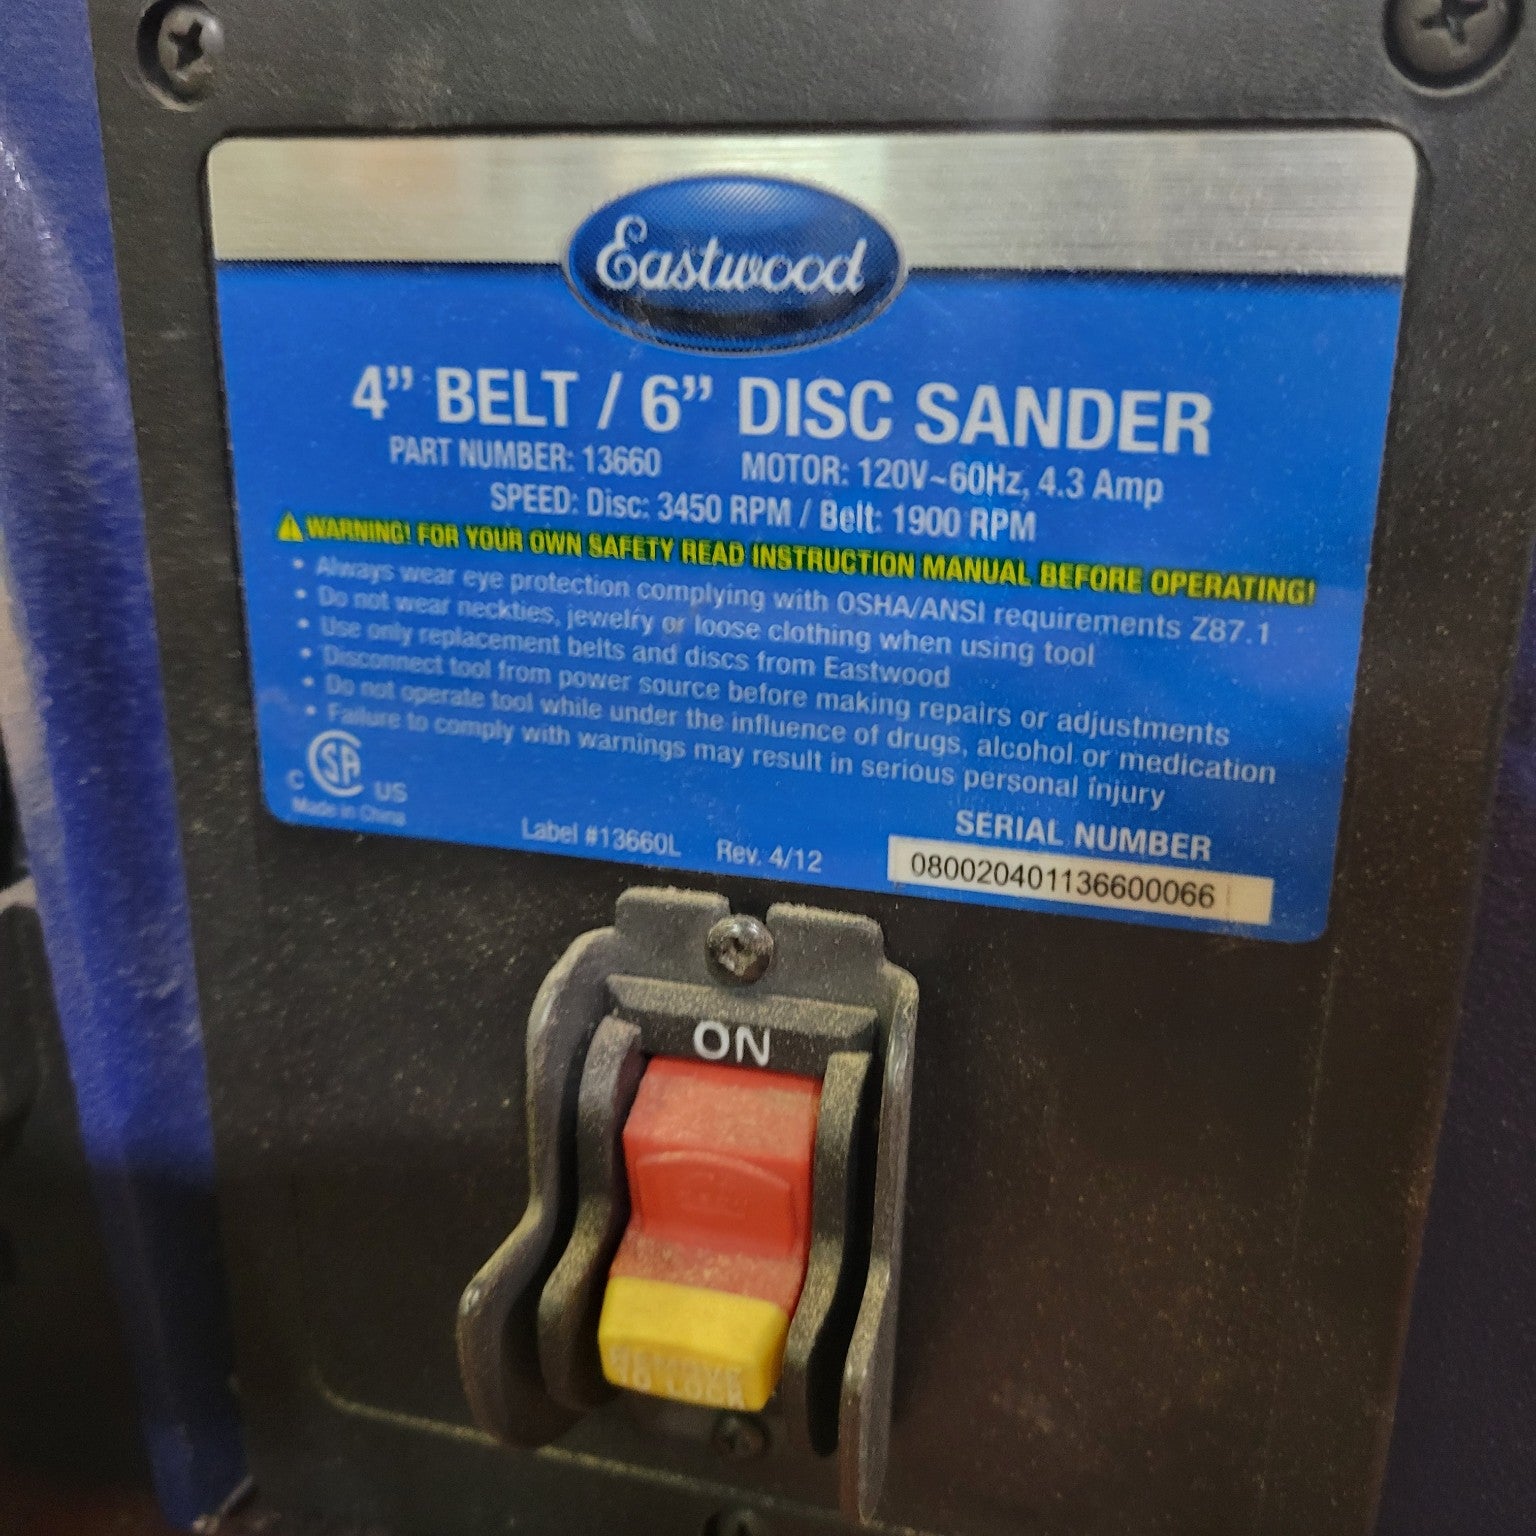 Eastwood
4” BELT / 6” DISC SANDER
PART NUMBER: 13660 MOTOR: 120V~60Hz, 4.3 Amp
SPEED: Disc: 3450 RPM / Belt: 1900 RPM
WARNING! FOR YOUR OWN SAFETY READ INSTRUCTION MANUAL BEFORE OPERATING!
• Always wear eye protection complying with OSHA/ANSI requirements Z87.1
• Do not wear neckties, jewelry or loose clothing when using tool
• Use only replacement belts and discs from Eastwood
• Disconnect tool from power source before making repairs or adjustments
• Do not operate tool while under the influence of drugs, alcohol or medication
• Failure to comply with warnings may result in serious personal injury
C SA US
Made in China
Label #13660L Rev. 4/12
SERIAL NUMBER
080020401136600066
ON
REMOVE
TO LOCK